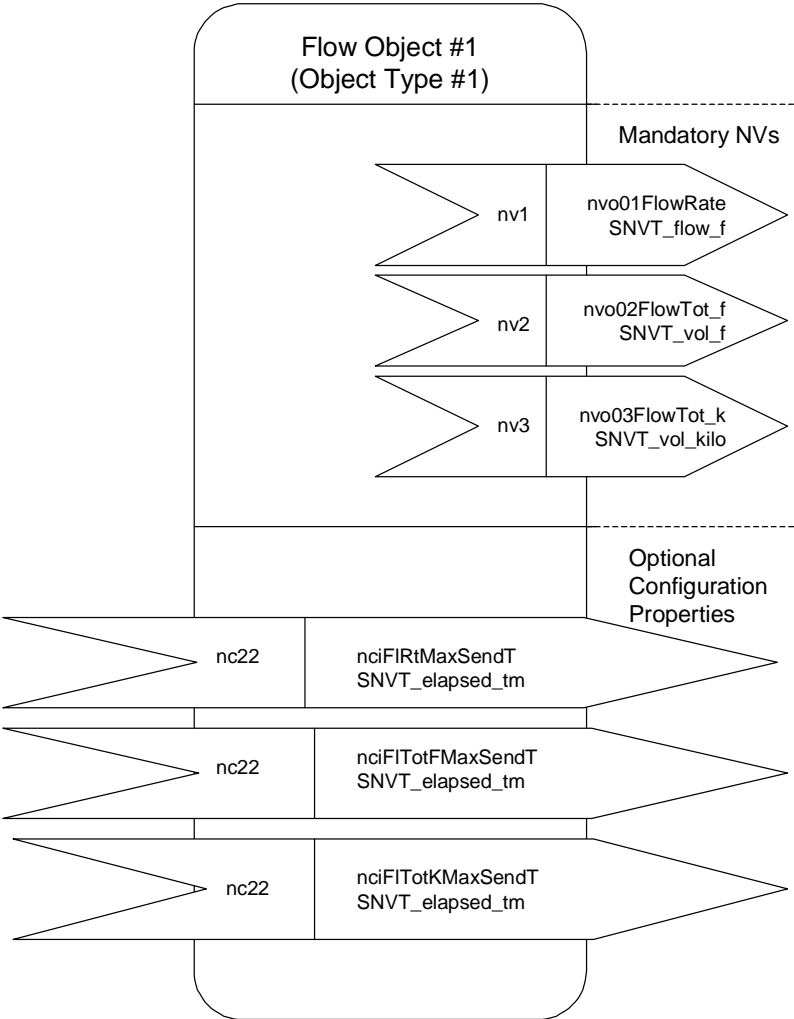 Flow Object #1
(Object Type #1)
Mandatory NVs
nv1
nvo01FlowRate
SNVT_flow_f
nv2
nvo02FlowTot_f
SNVT_vol_f
nv3
nvo03FlowTot_k
SNVT_vol_kilo
Optional
Configuration
Properties
nc22
nciFlRtMaxSendT
SNVT_elapsed_tm
nc22
nciFlTotFMaxSendT
SNVT_elapsed_tm
nc22
nciFlTotKMaxSendT
SNVT_elapsed_tm